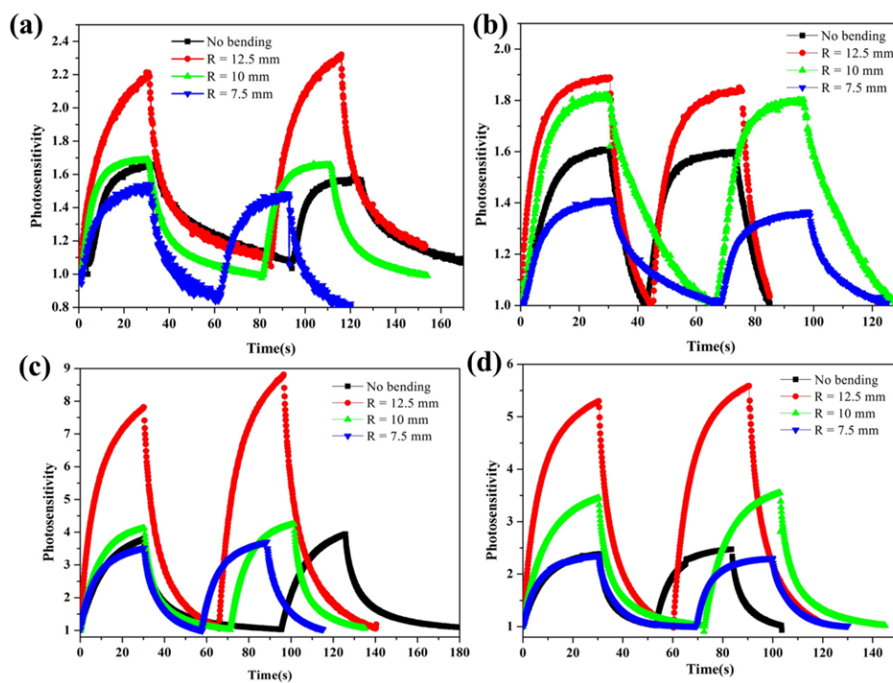 (a)
No bending
R = 12.5 mm
R = 10 mm
R = 7.5 mm
Photosensitivity
2.4
2.2
2.0
1.8
1.6
1.4
1.2
1.0
0.8
0 20 40 60 80 100 120 140 160
Time(s)
(b)
No bending
R = 12.5 mm
R = 10 mm
R = 7.5 mm
Photosensitivity
2.0
1.8
1.6
1.4
1.2
1.0
0 20 40 60 80 100 120
Time(s)
(c)
No bending
R = 12.5 mm
R = 10 mm
R = 7.5 mm
Photosensitivity
9
8
7
6
5
4
3
2
1
0 20 40 60 80 100 120 140 160 180
Time(s)
(d)
No bending
R = 12.5 mm
R = 10 mm
R = 7.5 mm
Photosensitivity
6
5
4
3
2
1
0 20 40 60 80 100 120 140
Time(s)